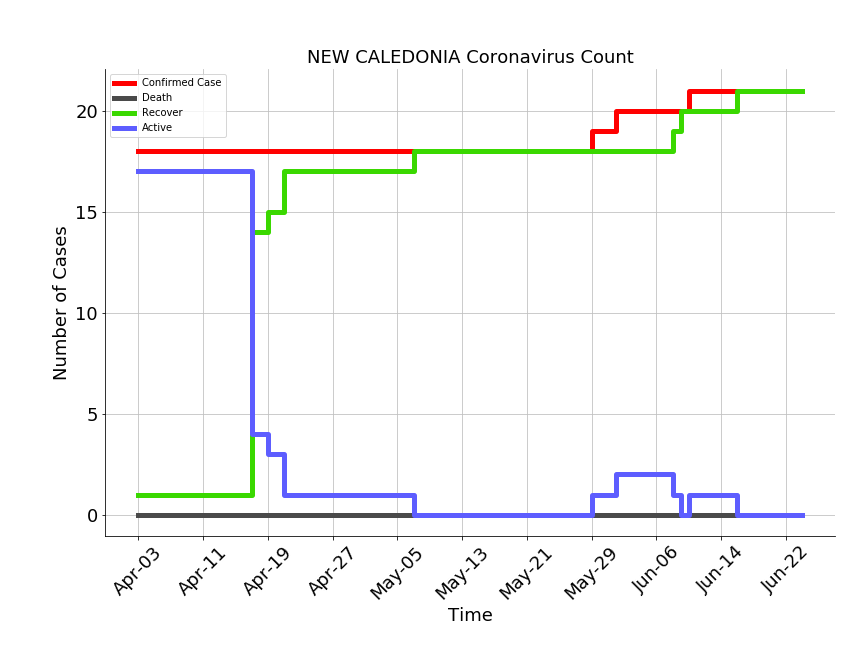 NEW CALEDONIA Coronavirus Count
Confirmed Case
Death
Recover
Active
Number of Cases
20
15
10
5
0
Apr-03
Apr-11
Apr-19
Apr-27
May-05
May-13
May-21
May-29
Jun-06
Jun-14
Jun-22
Time